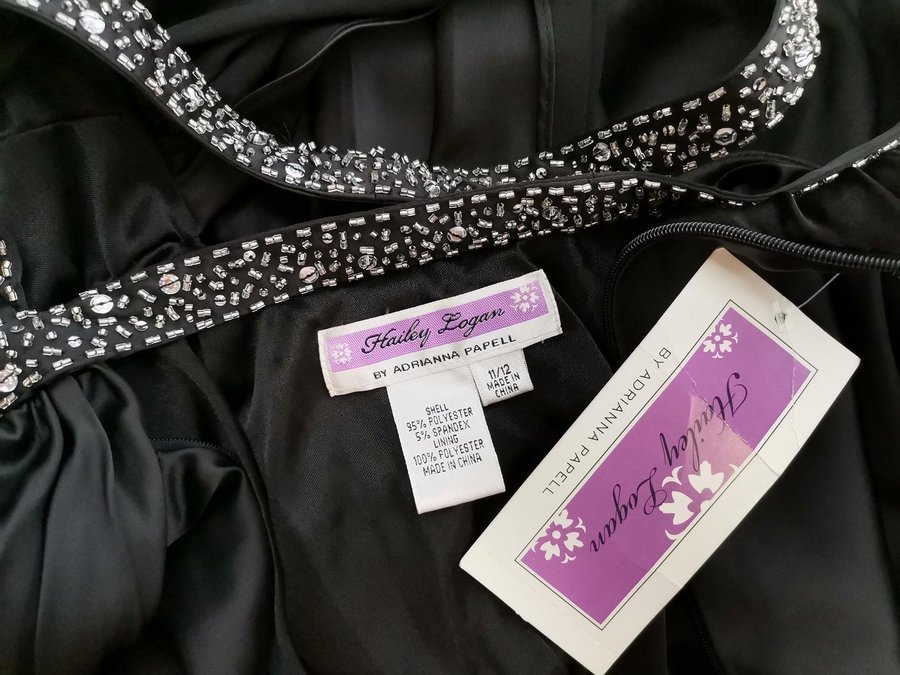 Hailey Logan
BY ADRIANNA PAPELL
11/12
MADE IN
CHINA
SHELL
95% POLYESTER
5% SPANDEX
LINING
100% POLYESTER
MADE IN CHINA
Hailey Logan
BY ADRIANNA PAPELL